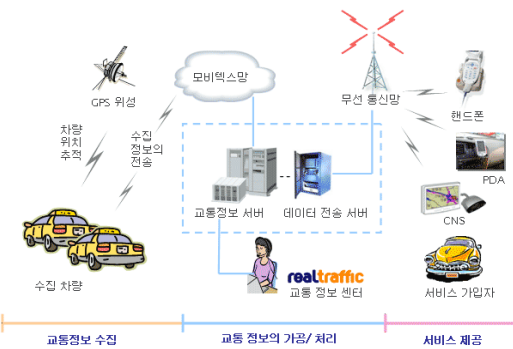 GPS 위성
모비텍스망
무선 통신망
핸드폰
차량
위치
추적
수집
정보의
전송
PDA
교통정보 서버
데이터 전송 서버
CNS
수집 차량
realtraffic
교통 정보 센터
서비스 가입자
교통정보 수집
교통 정보의 가공/ 처리
서비스 제공